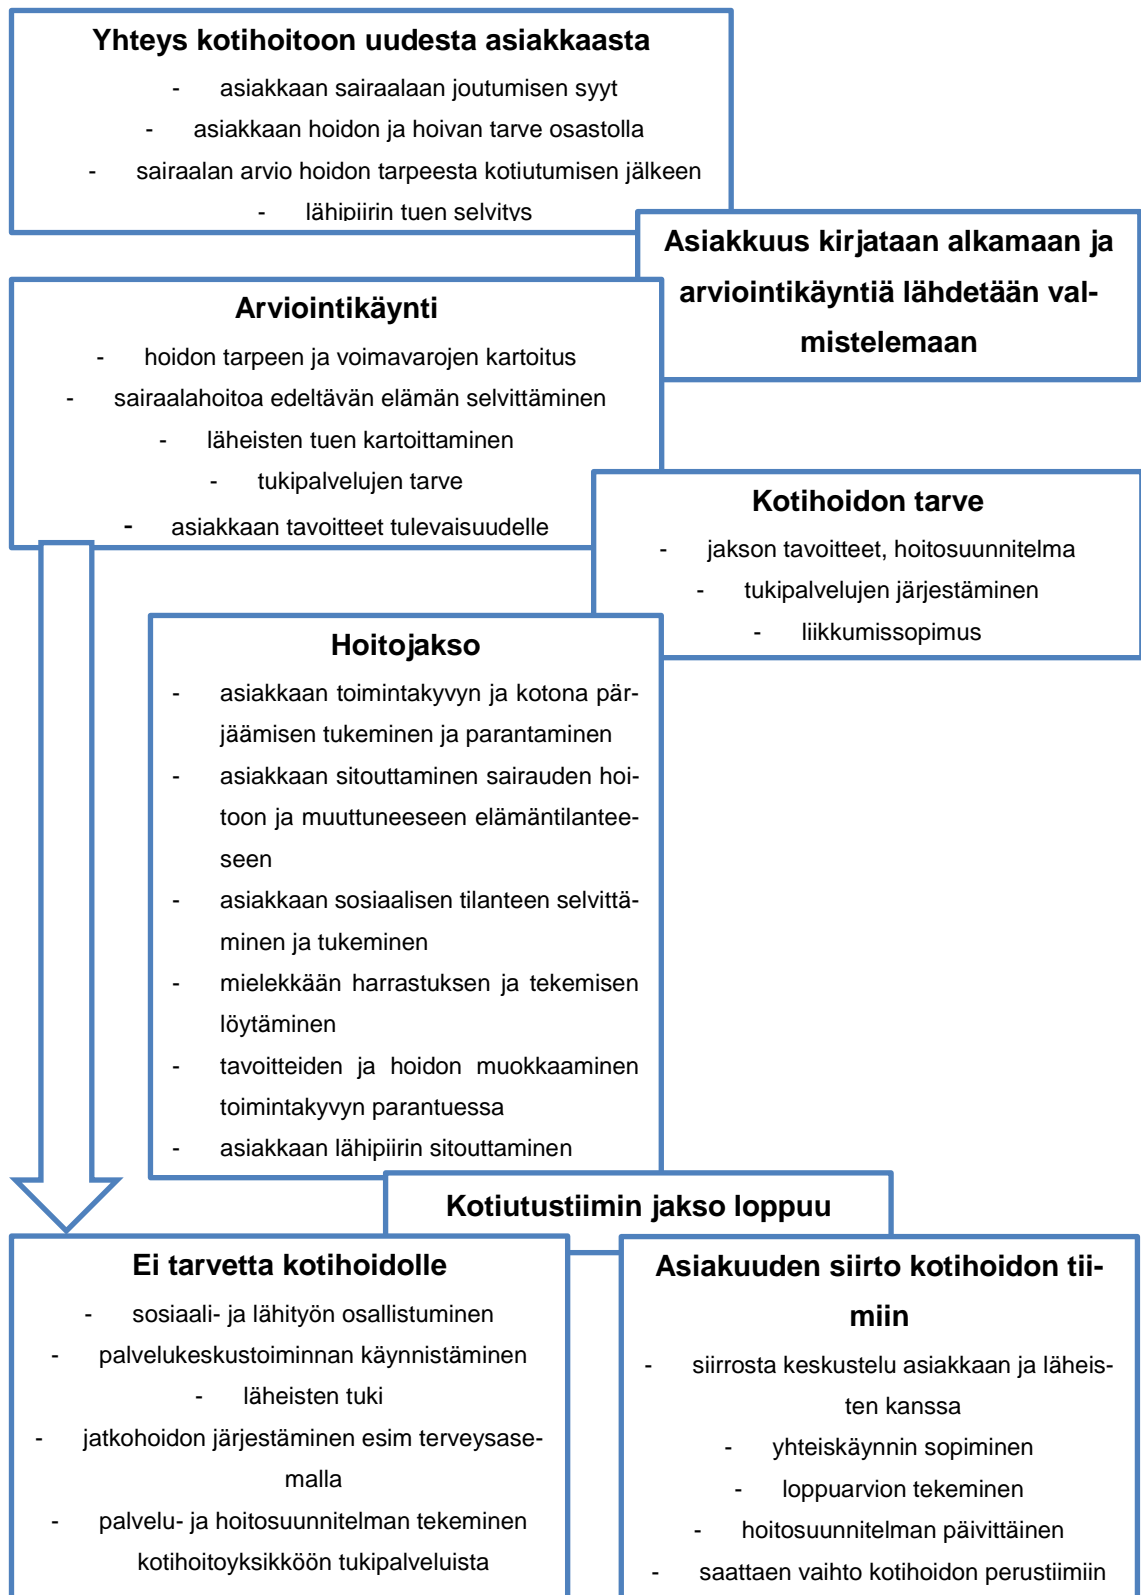 Yhteys kotihoitoon uudesta asiakkaasta
- asiakkaan sairaalaan joutumisen syyt
- asiakkaan hoidon ja hoivan tarve osastolla
- sairaalan arvio hoidon tarpeesta kotiutumisen jälkeen
- lähipiirin tuen selvitys
Asiakkuus kirjataan alkamaan ja
arviointikäyntiä lähdetään val-
mistelemaan
Arviointikäynti
- hoidon tarpeen ja voimavarojen kartoitus
- sairaalahoitoa edeltävän elämän selvittäminen
- läheisten tuen kartoittaminen
- tukipalvelujen tarve
- asiakkaan tavoitteet tulevaisuudelle
Kotihoidon tarve
- jakson tavoitteet, hoitosuunnitelma
- tukipalvelujen järjestäminen
- liikkumissopimus
Hoitojakso
- asiakkaan toimintakyvyn ja kotona pär-
jäämisen tukeminen ja parantaminen
- asiakkaan sitouttaminen sairauden hoi-
toon ja muuttuneeseen elämäntilantee-
seen
- asiakkaan sosiaalisen tilanteen selvittä-
minen ja tukeminen
- mielekkään harrastuksen ja tekemisen
löytäminen
- tavoitteiden ja hoidon muokkaaminen
toimintakyvyn parantuessa
- asiakkaan lähipiirin sitouttaminen
Kotiutustiimin jakso loppuu
Ei tarvetta kotihoidolle
- sosiaali- ja lähityön osallistuminen
- palvelukeskustoiminnan käynnistäminen
- läheisten tuki
- jatkohoidon järjestäminen esim terveysase-
malla
- palvelu- ja hoitosuunnitelman tekeminen
kotihoitoyksikköön tukipalveluista
Asiakuuden siirto kotihoidon tii-
miin
- siirrosta keskustelu asiakkaan ja läheis-
ten kanssa
- yhteiskäynnin sopiminen
- loppuarvion tekeminen
- hoitosuunnitelman päivittäinen
- saattaen vaihto kotihoidon perustiimiin